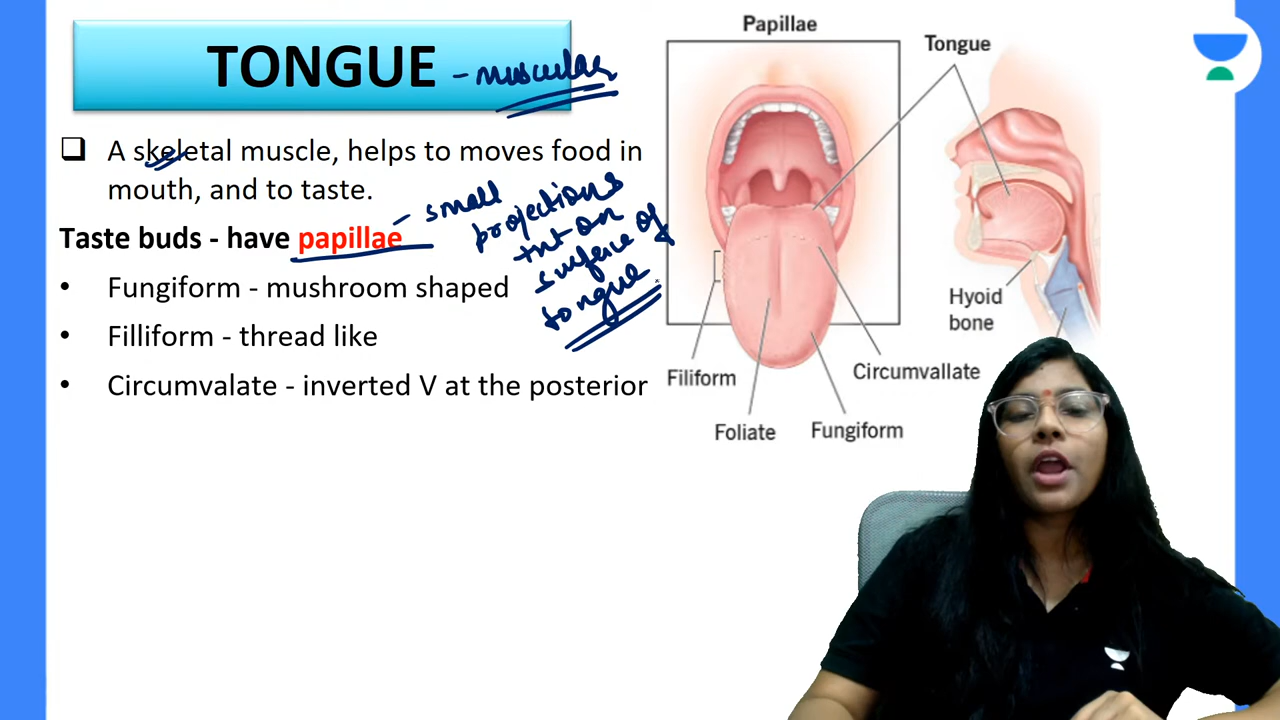 TONGUE - muscular
❑ A skeletal muscle, helps to moves food in
mouth, and to taste.
Taste buds - have papillae - small
projections
tht on
surface of
tongue
• Fungiform - mushroom shaped
• Filliform - thread like
• Circumvalate - inverted V at the posterior
Papillae
Tongue
Hyoid
bone
Filiform
Circumvallate
Foliate
Fungiform